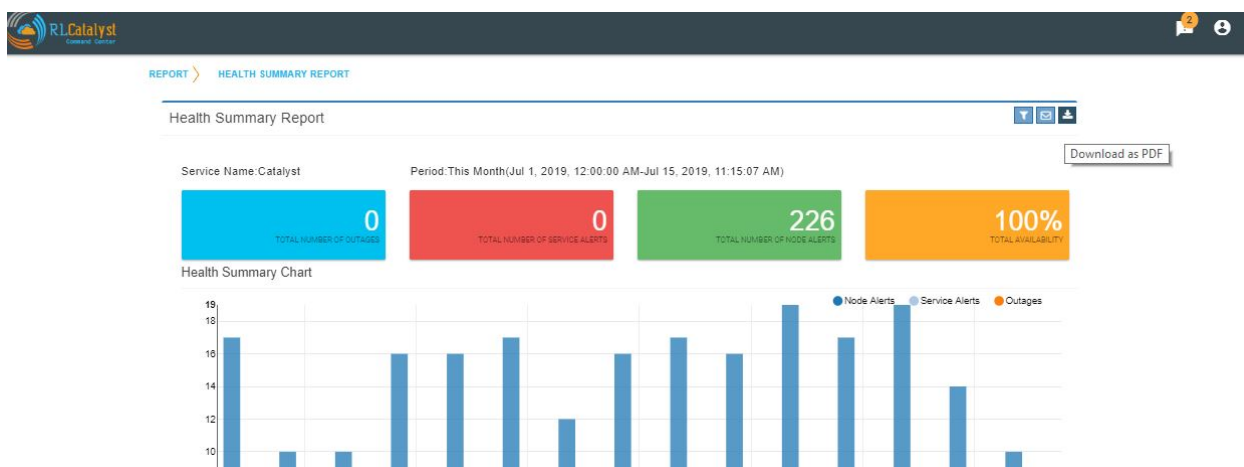 RLCatalyst
Command Center
2
REPORT HEALTH SUMMARY REPORT
Health Summary Report
Download as PDF
Service Name:Catalyst Period:This Month(Jul 1, 2019, 12:00:00 AM-Jul 15, 2019, 11:15:07 AM)
0 0 226 100%
TOTAL NUMBER OF OUTAGES TOTAL NUMBER OF SERVICE ALERTS TOTAL NUMBER OF NODE ALERTS TOTAL AVAILABILITY
Health Summary Chart
Node Alerts Service Alerts Outages
19
18
16
14
12
10